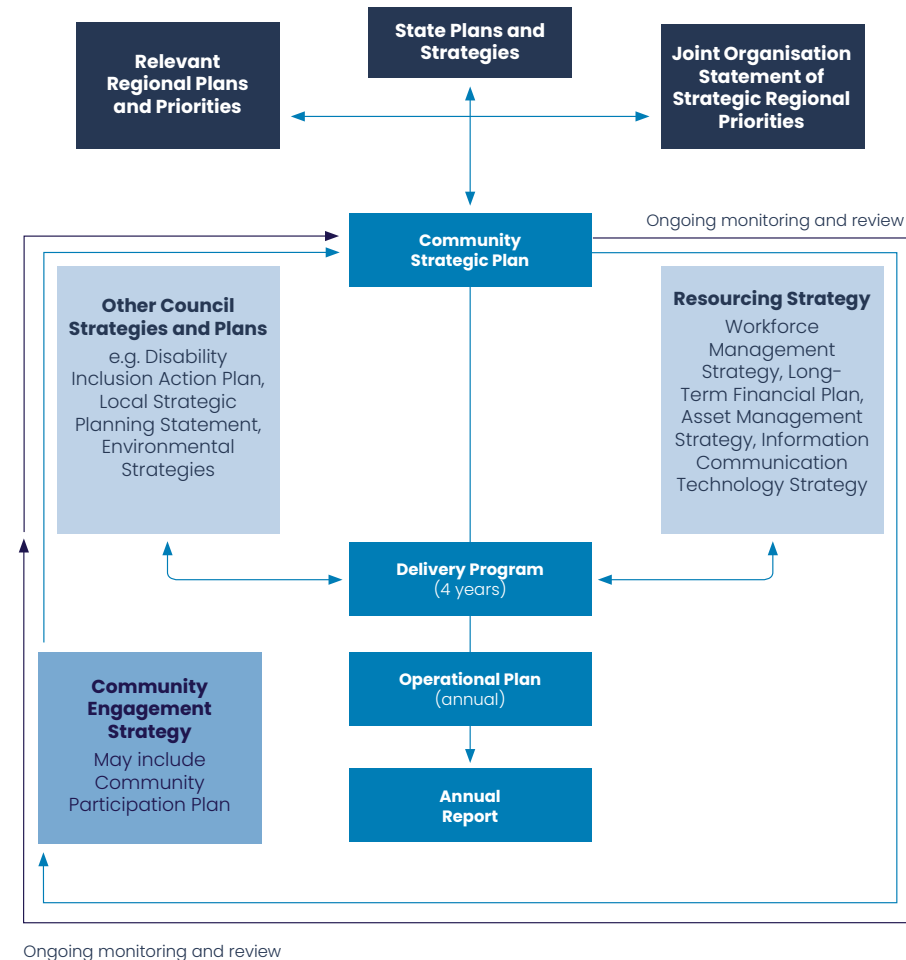 Relevant
Regional Plans
and Priorities
State Plans and
Strategies
Joint Organisation
Statement of
Strategic Regional
Priorities
Ongoing monitoring and review
Community
Strategic Plan
Other Council
Strategies and Plans
e.g. Disability
Inclusion Action Plan,
Local Strategic
Planning Statement,
Environmental
Strategies
Resourcing Strategy
Workforce
Management
Strategy, Long-
Term Financial Plan,
Asset Management
Strategy, Information
Communication
Technology Strategy
Delivery Program
(4 years)
Community
Engagement
Strategy
May include
Community
Participation Plan
Operational Plan
(annual)
Annual
Report
Ongoing monitoring and review